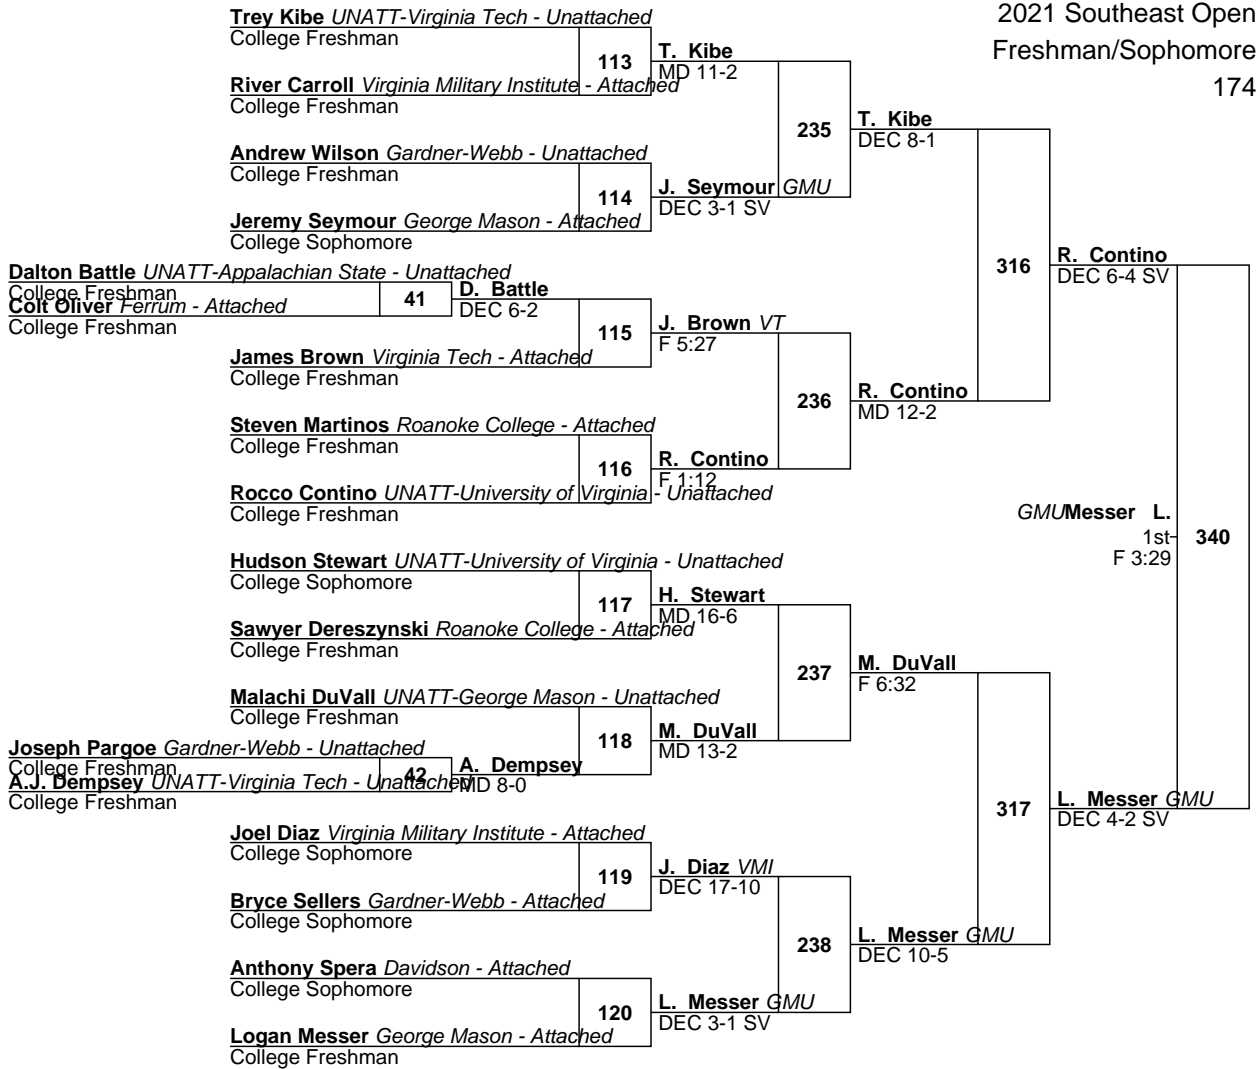 2021 Southeast Open
Freshman/Sophomore
174
Trey Kibe UNATT-Virginia Tech - Unattached
College Freshman
113
T. Kibe
MD 11-2
River Carroll Virginia Military Institute - Attached
College Freshman
235
T. Kibe
DEC 8-1
Andrew Wilson Gardner-Webb - Unattached
College Freshman
114
J. Seymour GMU
DEC 3-1 SV
Jeremy Seymour George Mason - Attached
College Sophomore
316
R. Contino
DEC 6-4 SV
Dalton Battle UNATT-Appalachian State - Unattached
College Freshman
Colt Oliver Ferrum - Attached
College Freshman
41
D. Battle
DEC 6-2
115
J. Brown VT
F 5:27
James Brown Virginia Tech - Attached
College Freshman
236
R. Contino
MD 12-2
Steven Martinos Roanoke College - Attached
College Freshman
116
R. Contino
F 1:12
Rocco Contino UNATT-University of Virginia - Unattached
College Freshman
GMU Messer L.
1st
F 3:29
340
Hudson Stewart UNATT-University of Virginia - Unattached
College Sophomore
117
H. Stewart
MD 16-6
Sawyer Dereszynski Roanoke College - Attached
College Freshman
237
M. DuVall
F 6:32
Malachi DuVall UNATT-George Mason - Unattached
College Freshman
118
M. DuVall
MD 13-2
Joseph Pargoe Gardner-Webb - Unattached
College Freshman
A.J. Dempsey UNATT-Virginia Tech - Unattached
College Freshman
42
A. Dempsey
MD 8-0
317
L. Messer GMU
DEC 4-2 SV
Joel Diaz Virginia Military Institute - Attached
College Sophomore
119
J. Diaz VMI
DEC 17-10
Bryce Sellers Gardner-Webb - Attached
College Sophomore
238
L. Messer GMU
DEC 10-5
Anthony Spera Davidson - Attached
College Sophomore
120
L. Messer GMU
DEC 3-1 SV
Logan Messer George Mason - Attached
College Freshman